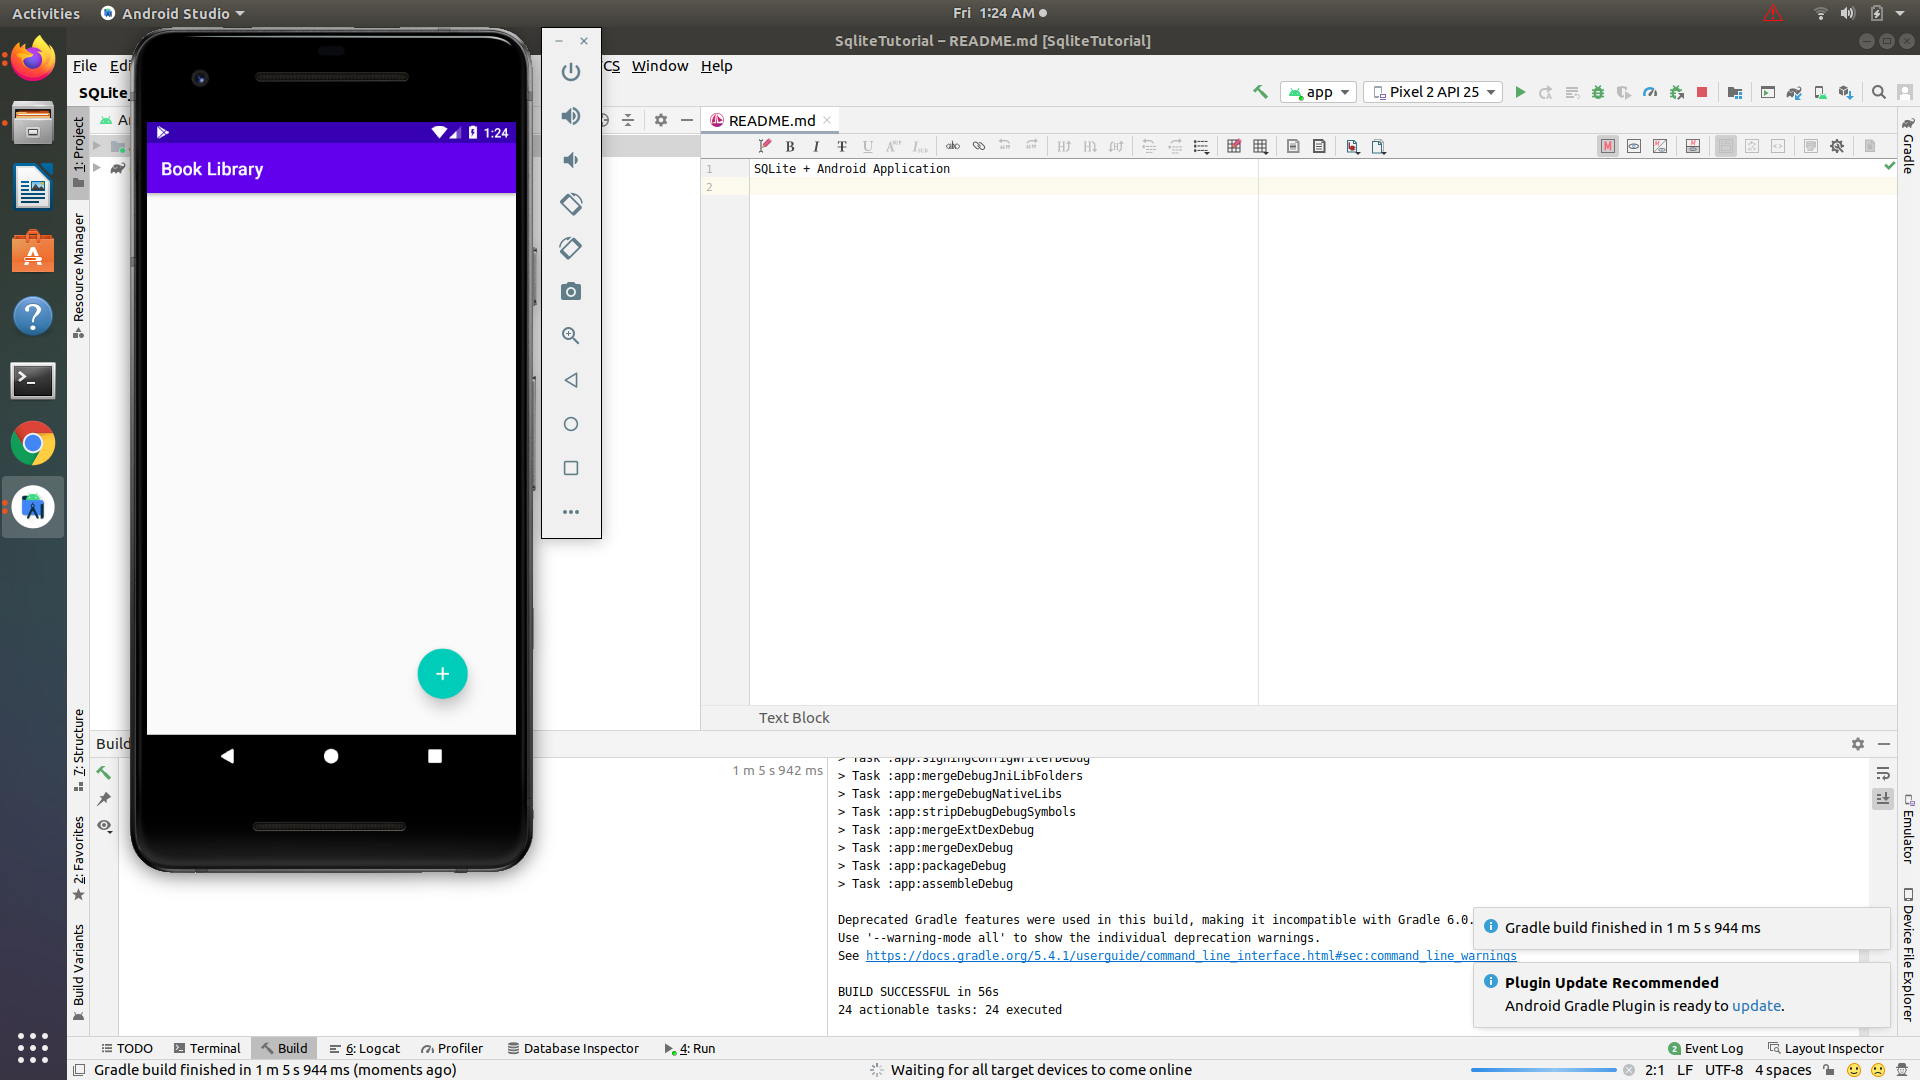 Activities
Android Studio
Fri 1:24 AM
SqliteTutorial – README.md [SqliteTutorial]
File
Window
Help
SQLite
app
Pixel 2 API 25
README.md
1: Project
Resource Manager
7: Structure
2: Favorites
Build Variants
Gradle
Emulator
Device File Explorer
1:24
Book Library
+
1
SQLite + Android Application
2
Text Block
Build
1 m 5 s 942 ms
> Task :app:signingConfigWriterDebug
> Task :app:mergeDebugJniLibFolders
> Task :app:mergeDebugNativeLibs
> Task :app:stripDebugDebugSymbols
> Task :app:mergeExtDexDebug
> Task :app:mergeDexDebug
> Task :app:packageDebug
> Task :app:assembleDebug
Deprecated Gradle features were used in this build, making it incompatible with Gradle 6.0.
Use '--warning-mode all' to show the individual deprecation warnings.
See https://docs.gradle.org/5.4.1/userguide/command_line_interface.html#sec:command_line_warnings
BUILD SUCCESSFUL in 56s
24 actionable tasks: 24 executed
Gradle build finished in 1 m 5 s 944 ms
Plugin Update Recommended
Android Gradle Plugin is ready to update.
TODO
Terminal
Build
6: Logcat
Profiler
Database Inspector
4: Run
2 Event Log
Layout Inspector
Gradle build finished in 1 m 5 s 944 ms (moments ago)
Waiting for all target devices to come online
2:1
LF
UTF-8
4 spaces